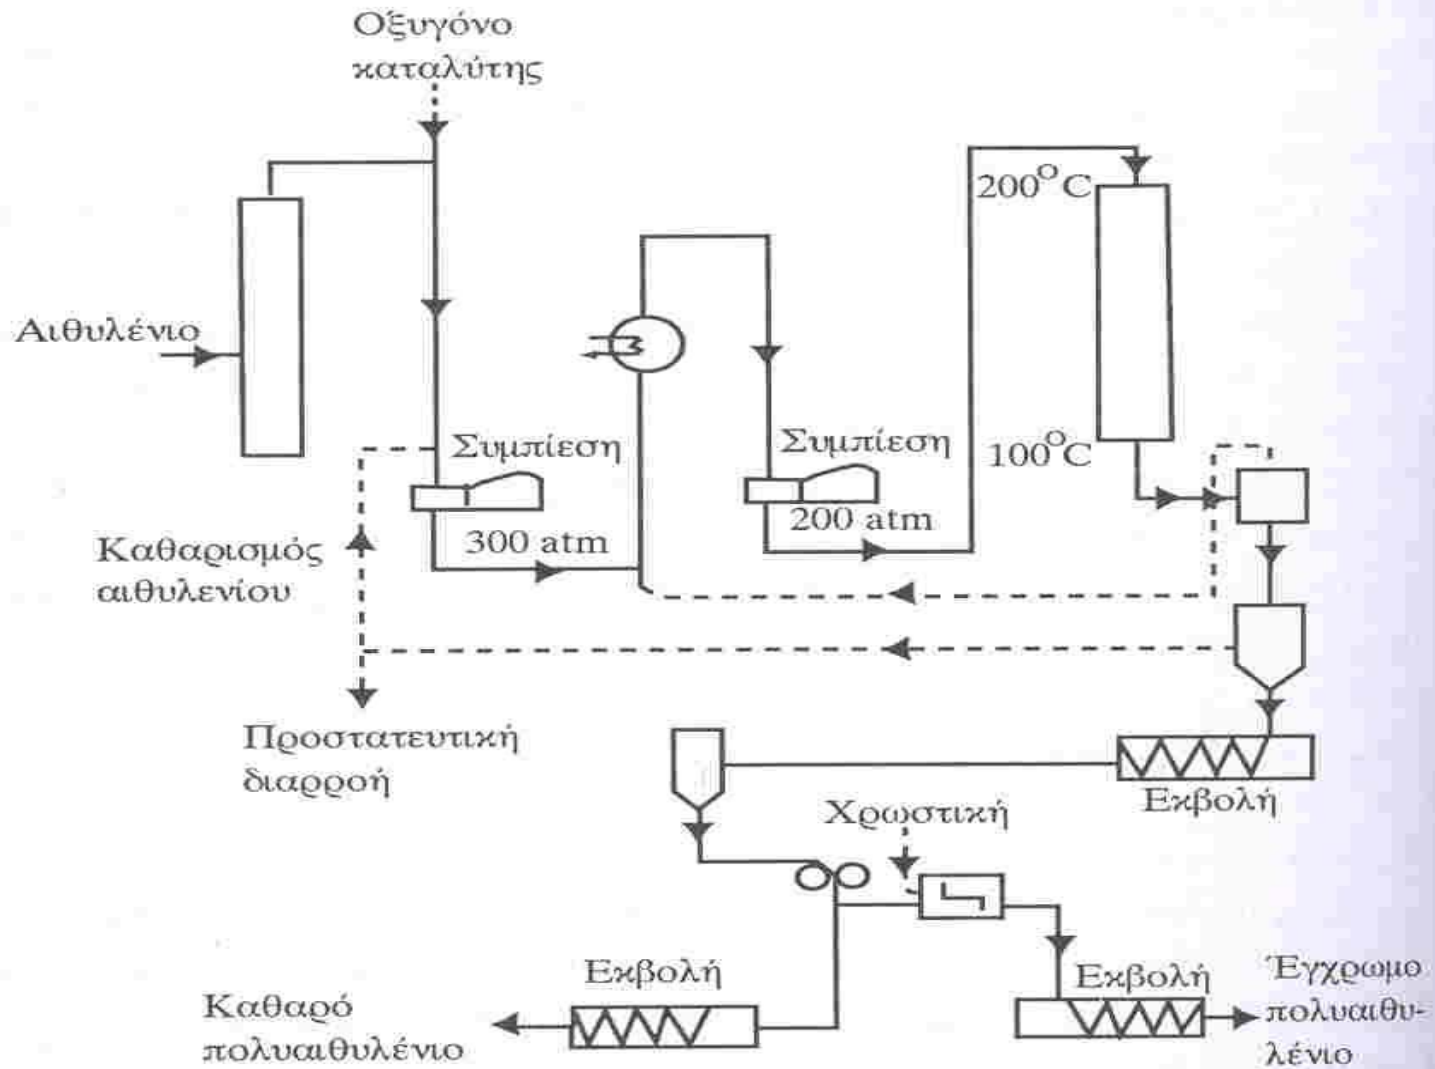 Οξυγόνο
καταλύτης
200°C
Αιθυλένιο
Συμπίεση
Συμπίεση
100°C
300 atm
200 atm
Καθαρισμός
αιθυλενίου
Προστατευτική
διαρροή
Εκβολή
Χρωστική
Εκβολή
Καθαρό
πολυαιθυλένιο
Εκβολή
Έγχρωμο
πολυαιθυ-
λένιο